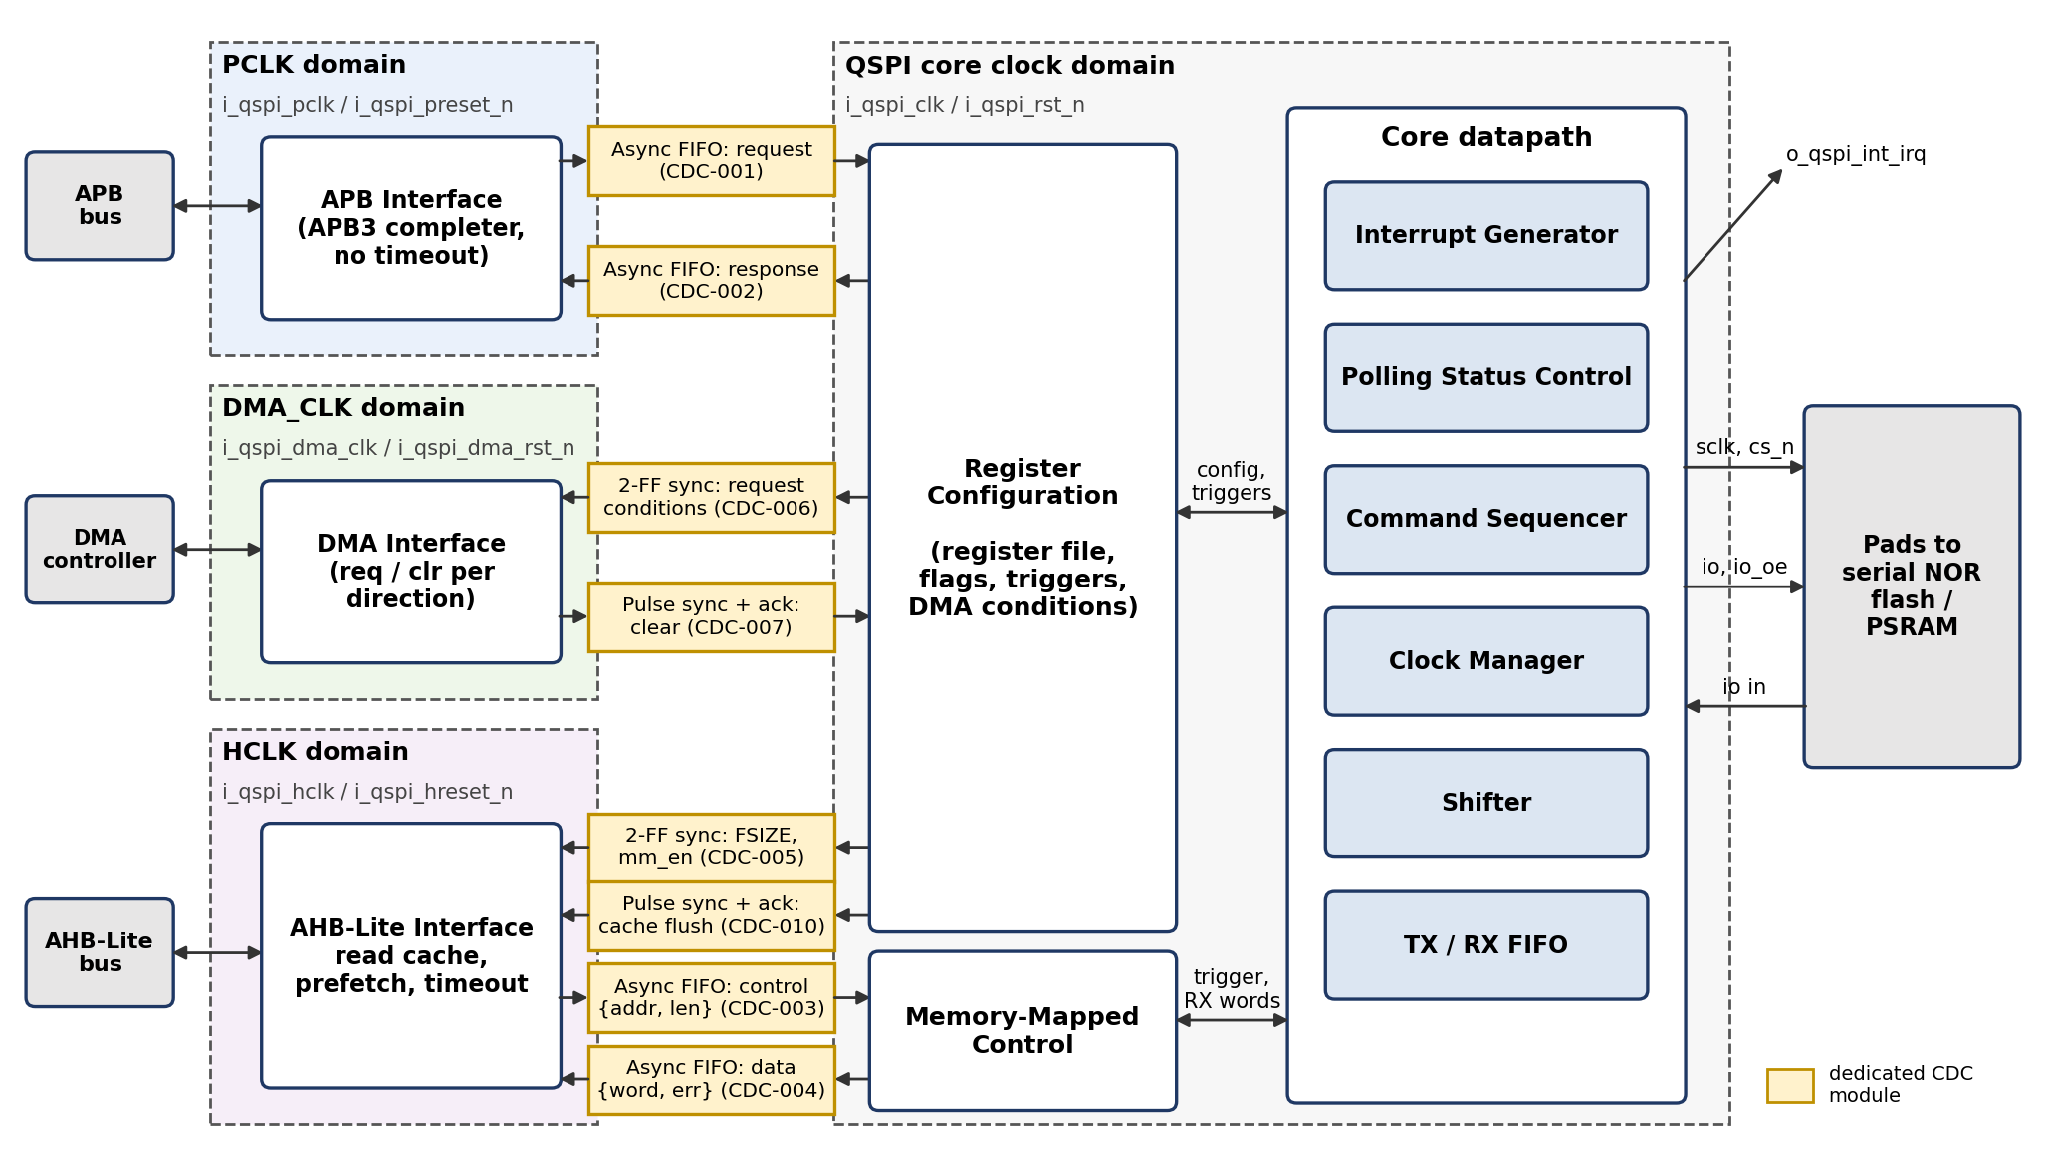 PCLK domain
i_qspi_pclk / i_qspi_preset_n
APB
bus
APB Interface
(APB3 completer,
no timeout)
Async FIFO: request
(CDC-001)
Async FIFO: response
(CDC-002)
DMA_CLK domain
i_qspi_dma_clk / i_qspi_dma_rst_n
DMA
controller
DMA Interface
(req / clr per
direction)
2-FF sync: request
conditions (CDC-006)
Pulse sync + ack:
clear (CDC-007)
HCLK domain
i_qspi_hclk / i_qspi_hreset_n
AHB-Lite
bus
AHB-Lite Interface
read cache,
prefetch, timeout
2-FF sync: FSIZE,
mm_en (CDC-005)
Pulse sync + ack:
cache flush (CDC-010)
Async FIFO: control
{addr, len} (CDC-003)
Async FIFO: data
{word, err} (CDC-004)
QSPI core clock domain
i_qspi_clk / i_qspi_rst_n
Register
Configuration
(register file,
flags, triggers,
DMA conditions)
Memory-Mapped
Control
config,
triggers
trigger,
RX words
Core datapath
Interrupt Generator
Polling Status Control
Command Sequencer
Clock Manager
Shifter
TX / RX FIFO
o_qspi_int_irq
sclk, cs_n
io, io_oe
io in
Pads to
serial NOR
flash /
PSRAM
dedicated CDC
module